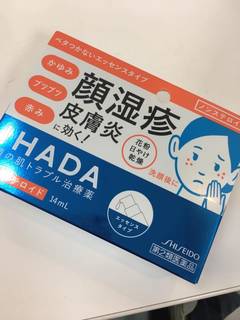 ベタつかないエッセンスタイプ
ノンステロイド
かゆみ
ブツブツ
赤み
顔湿疹
皮膚炎
に効く!
花粉
日やけ
乾燥
洗顔後に
HADA
の肌トラブル治療薬
テロイド
14mL
エッセンス
タイプ
SHISEIDO
第2類医薬品